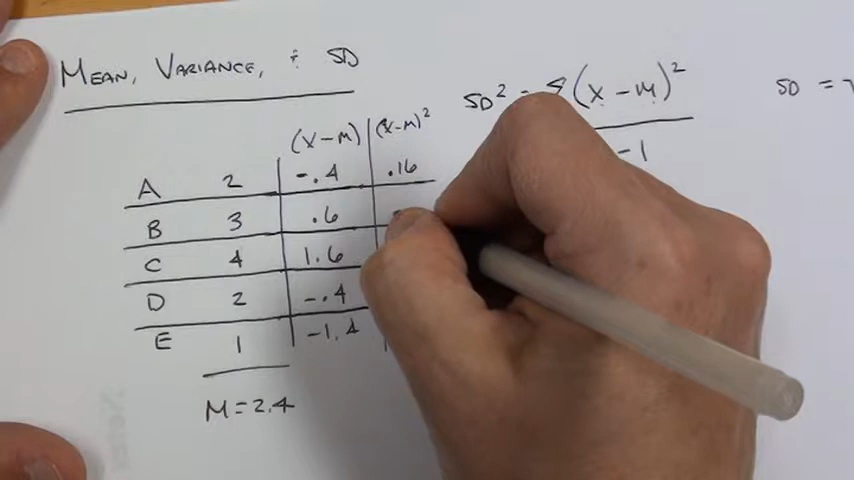 MEAN, VARIANCE, + SD
SD² = (X - M)²
- 1
SD =
(X-M) (X-M)²
A 2 -.4 .16
B 3 .6
C 4 1.6
D 2 -.4
E 1 -1.4
M = 2.4